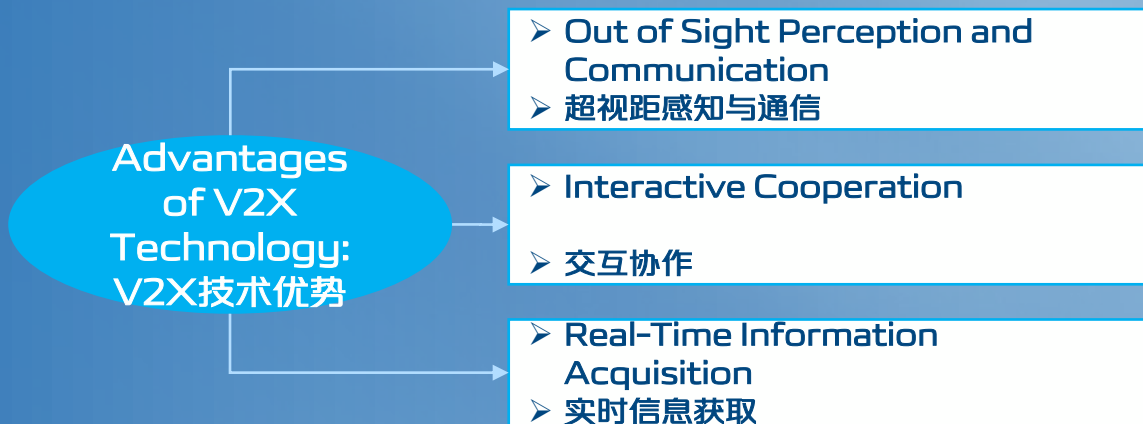 Advantages
of V2X
Technology:
V2X技术优势
➢ Out of Sight Perception and
Communication
➢ 超视距感知与通信
➢ Interactive Cooperation
➢ 交互协作
➢ Real-Time Information
Acquisition
➢ 实时信息获取